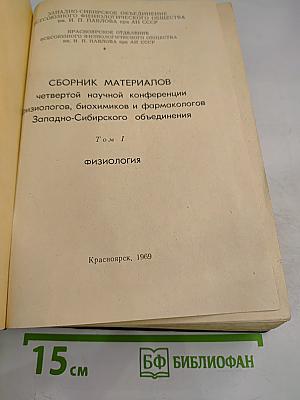 ЗАПАДНО-СИБИРСКОЕ ОБЪЕДИНЕНИЕ
ВСЕСОЮЗНОГО ФИЗИОЛОГИЧЕСКОГО ОБЩЕСТВА
им. И. П. ПАВЛОВА при АН СССР
КРАСНОЯРСКОЕ ОТДЕЛЕНИЕ
ВСЕСОЮЗНОГО ФИЗИОЛОГИЧЕСКОГО ОБЩЕСТВА
им. И. П. ПАВЛОВА при АН СССР
СБОРНИК МАТЕРИАЛОВ
четвертой научной конференции
физиологов, биохимиков и фармакологов
Западно-Сибирского объединения
Том I
ФИЗИОЛОГИЯ
Красноярск, 1969
15 см
БФ БИБЛИОФАН